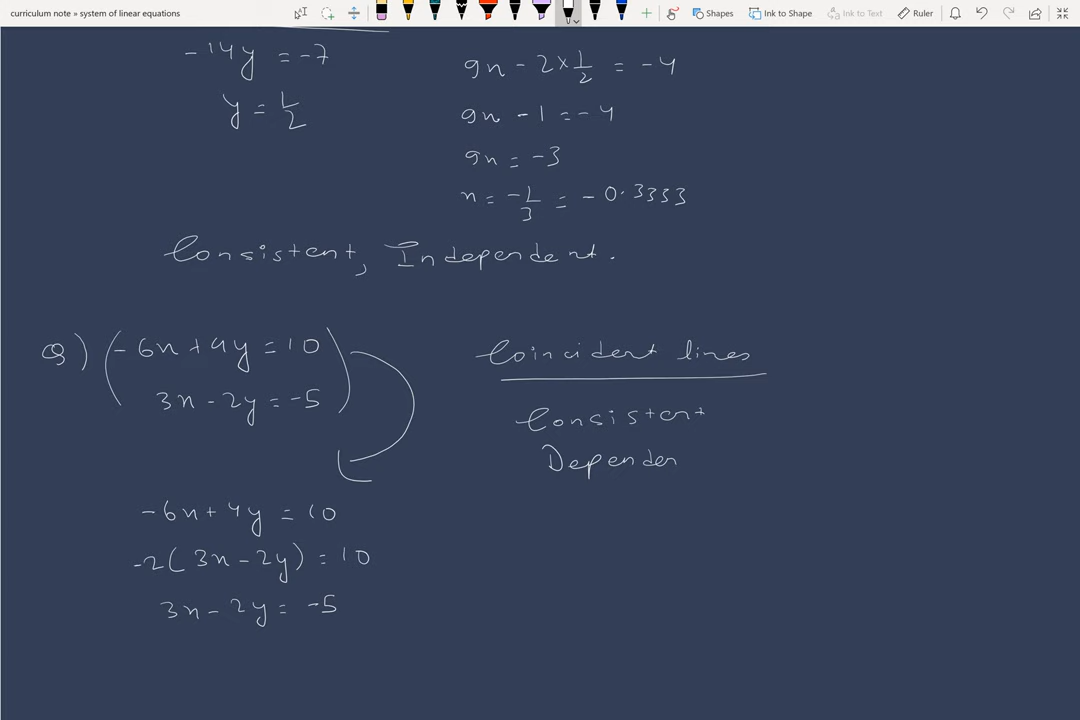 curriculum note » system of linear equations
Shapes Ink to Shape Ink to Text Ruler
-14y = -7
y = 1/2
9x - 2 × 1/2 = -4
9x - 1 = -4
9x = -3
x = -1/3 = -0.3333
Consistent, Independent.
Q) (-6x + 4y = 10
3x - 2y = -5)
Coincident lines
Consistent
Depender
-6x + 4y = 10
-2(3x - 2y) = 10
3x - 2y = -5